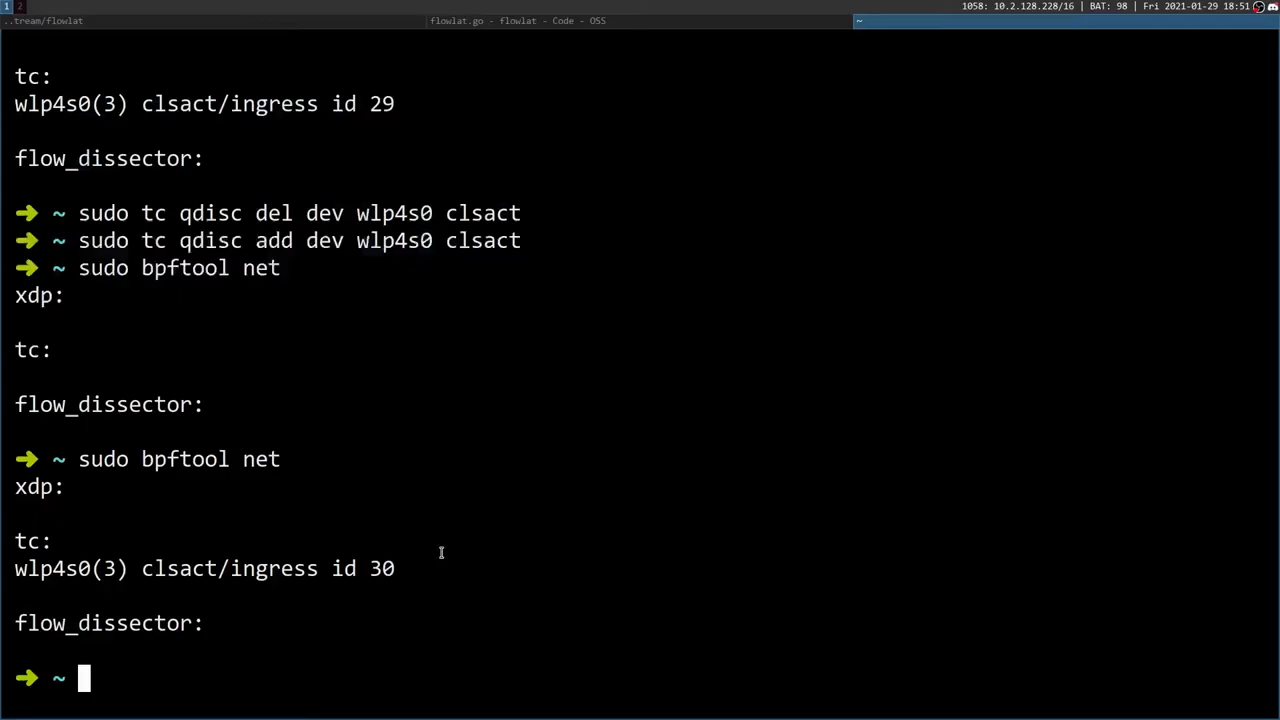 1 2
1058: 10.2.128.228/16 | BAT: 98 | Fri 2021-01-29 18:51
..tream/flowlat
flowlat.go - flowlat - Code - OSS
~
tc:
wlp4s0(3) clsact/ingress id 29
flow_dissector:
➜ ~ sudo tc qdisc del dev wlp4s0 clsact
➜ ~ sudo tc qdisc add dev wlp4s0 clsact
➜ ~ sudo bpftool net
xdp:
tc:
flow_dissector:
➜ ~ sudo bpftool net
xdp:
tc:
wlp4s0(3) clsact/ingress id 30
flow_dissector:
➜ ~